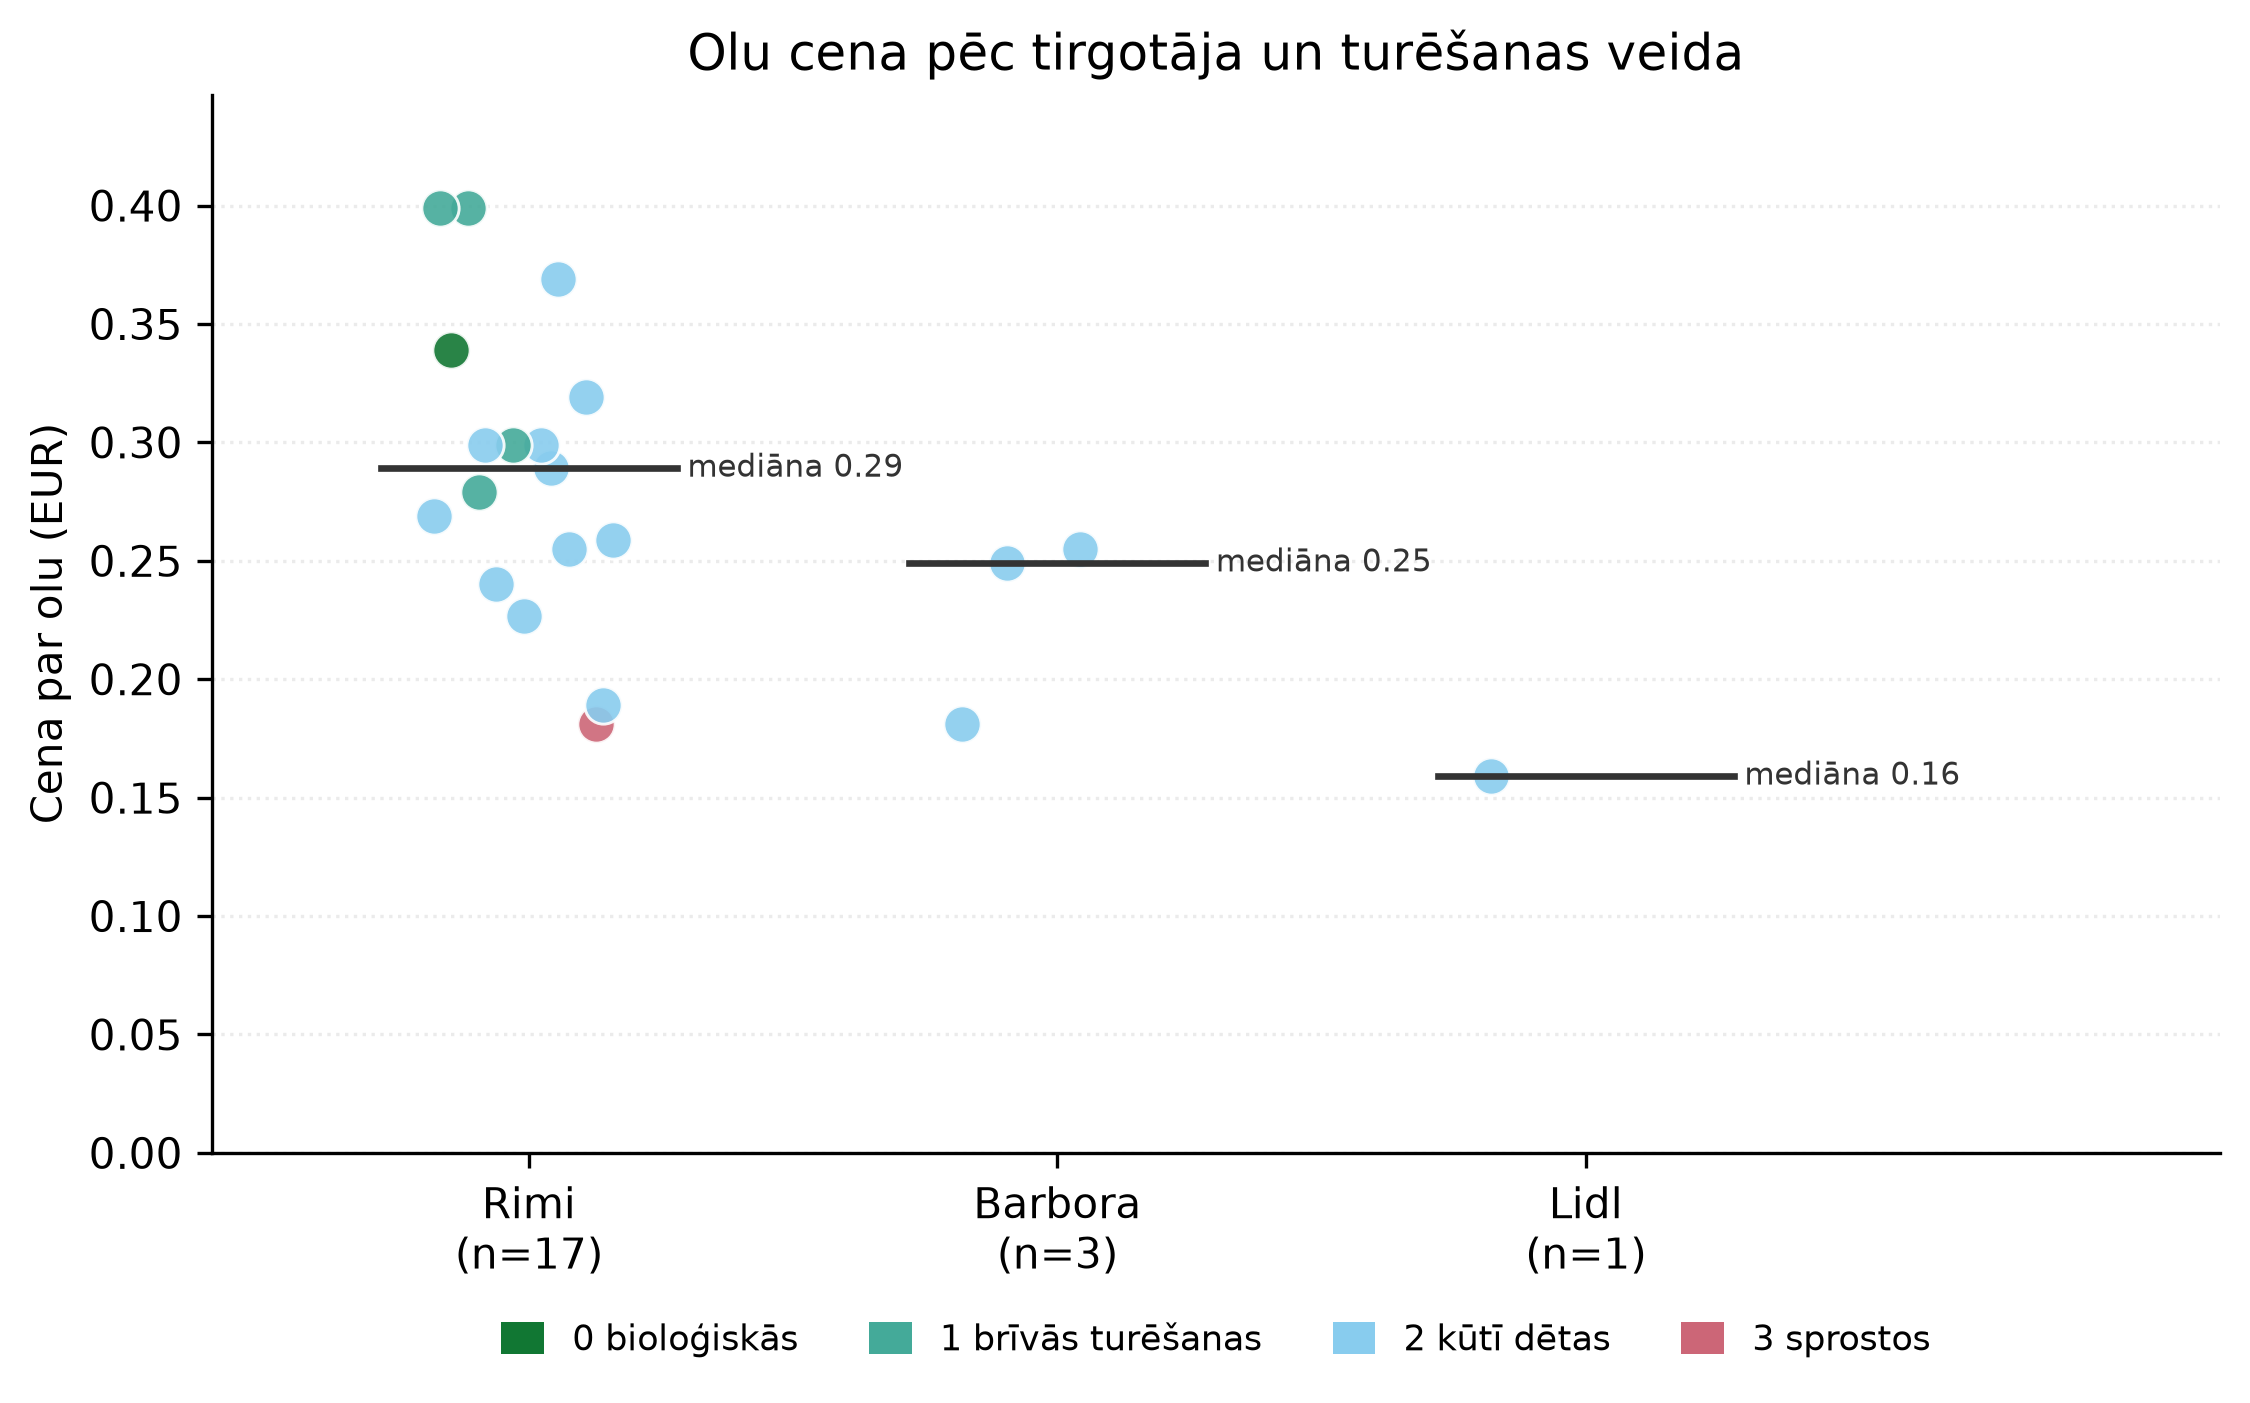 Olu cena pēc tirgotāja un turēšanas veida
Cena par olu (EUR)
0.40
0.35
0.30
0.25
0.20
0.15
0.10
0.05
0.00
mediāna 0.29
mediāna 0.25
mediāna 0.16
Rimi
(n=17)
Barbora
(n=3)
Lidl
(n=1)
0 bioloģiskās
1 brīvās turēšanas
2 kūtī dētas
3 sprostos